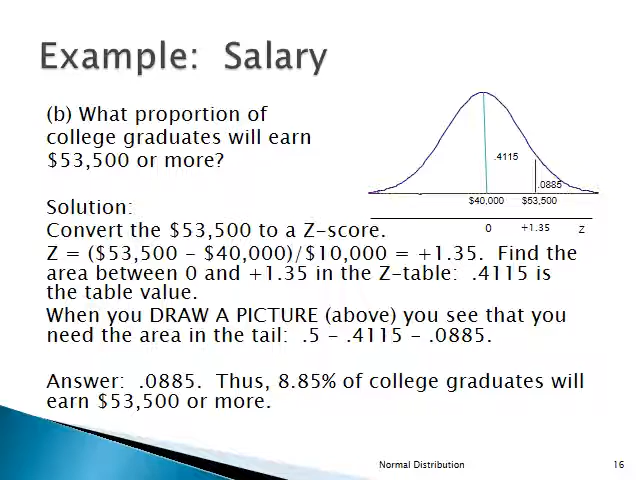 Example: Salary
(b) What proportion of
college graduates will earn
$53,500 or more?
.4115
.0885
$40,000 $53,500
0 +1.35 Z
Solution:
Convert the $53,500 to a Z-score.
Z = ($53,500 – $40,000)/$10,000 = +1.35. Find the
area between 0 and +1.35 in the Z-table: .4115 is
the table value.
When you DRAW A PICTURE (above) you see that you
need the area in the tail: .5 – .4115 – .0885.
Answer: .0885. Thus, 8.85% of college graduates will
earn $53,500 or more.
Normal Distribution 16